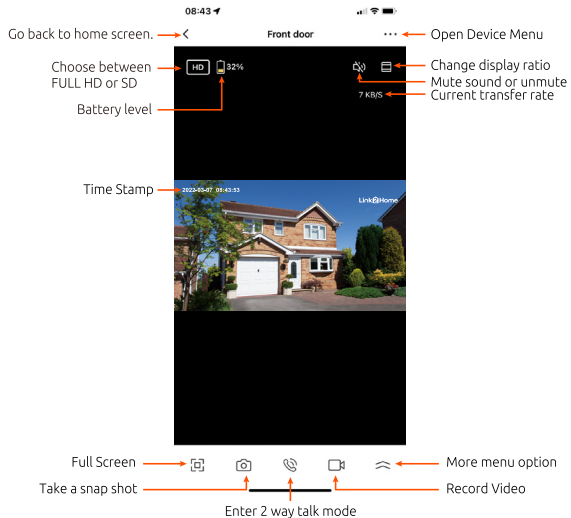 08:43
Go back to home screen.
Front door
Open Device Menu
Choose between
FULL HD or SD
HD
32%
Change display ratio
Mute sound or unmute
7 KB/S
Current transfer rate
Battery level
Time Stamp
2022-03-07 08:43:53
Link2Home
Full Screen
More menu option
Take a snap shot
Record Video
Enter 2 way talk mode